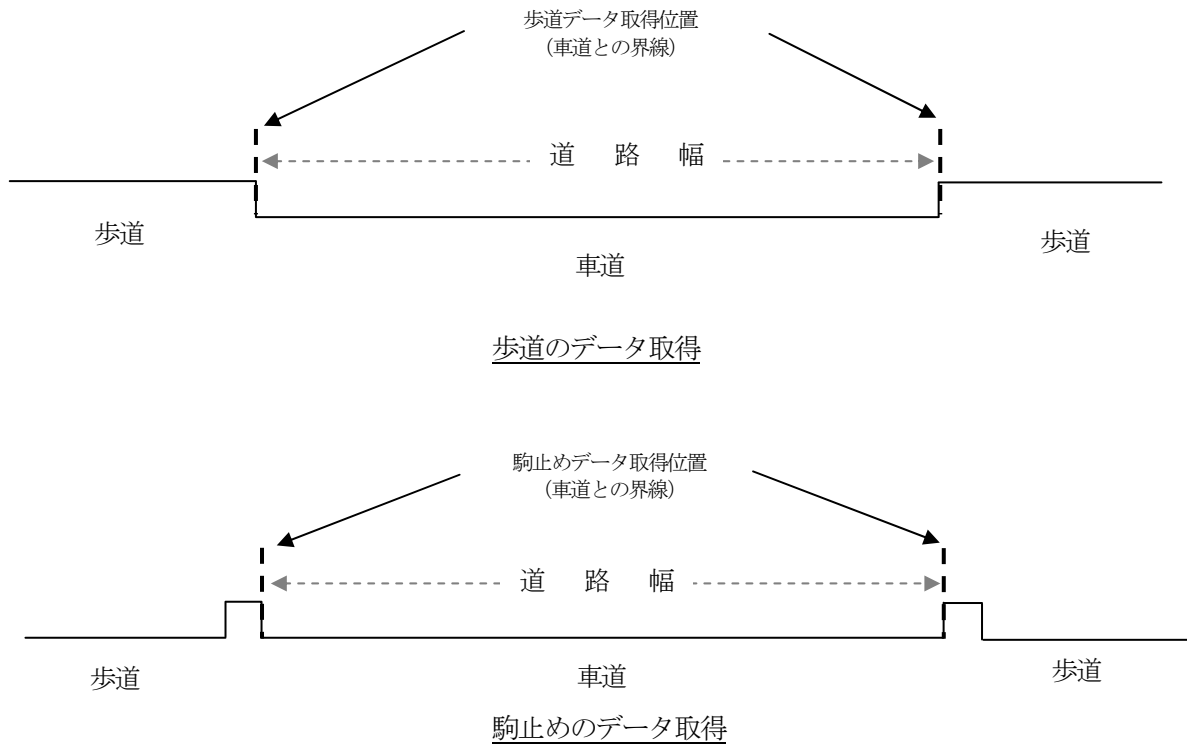 歩道データ取得位置
(車道との界線)
道 路 幅
歩道
歩道
車道
歩道のデータ取得
駒止めデータ取得位置
(車道との界線)
道 路 幅
歩道
車道
歩道
駒止めのデータ取得